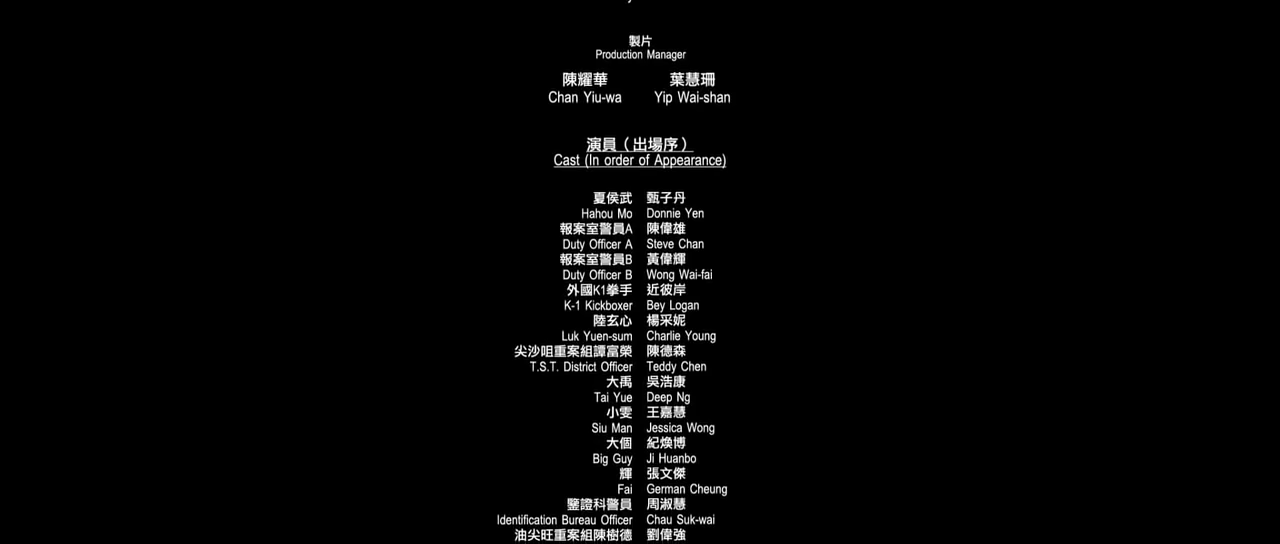 製片
Production Manager
陳耀華 葉慧珊
Chan Yiu-wa Yip Wai-shan
演員（出場序）
Cast (In order of Appearance)
夏侯武 甄子丹
Hahou Mo Donnie Yen
報案室警員A 陳偉雄
Duty Officer A Steve Chan
報案室警員B 黃偉輝
Duty Officer B Wong Wai-fai
外國K1拳手 近彼岸
K-1 Kickboxer Bey Logan
陸玄心 楊采妮
Luk Yuen-sum Charlie Young
尖沙咀重案組譚富榮 陳德森
T.S.T. District Officer Teddy Chen
大禹 吳浩康
Tai Yue Deep Ng
小雯 王嘉慧
Siu Man Jessica Wong
大個 紀煥博
Big Guy Ji Huanbo
輝 張文傑
Fai German Cheung
鑒證科警員 周淑慧
Identification Bureau Officer Chau Suk-wai
油尖旺重案組陳樹德 劉偉強